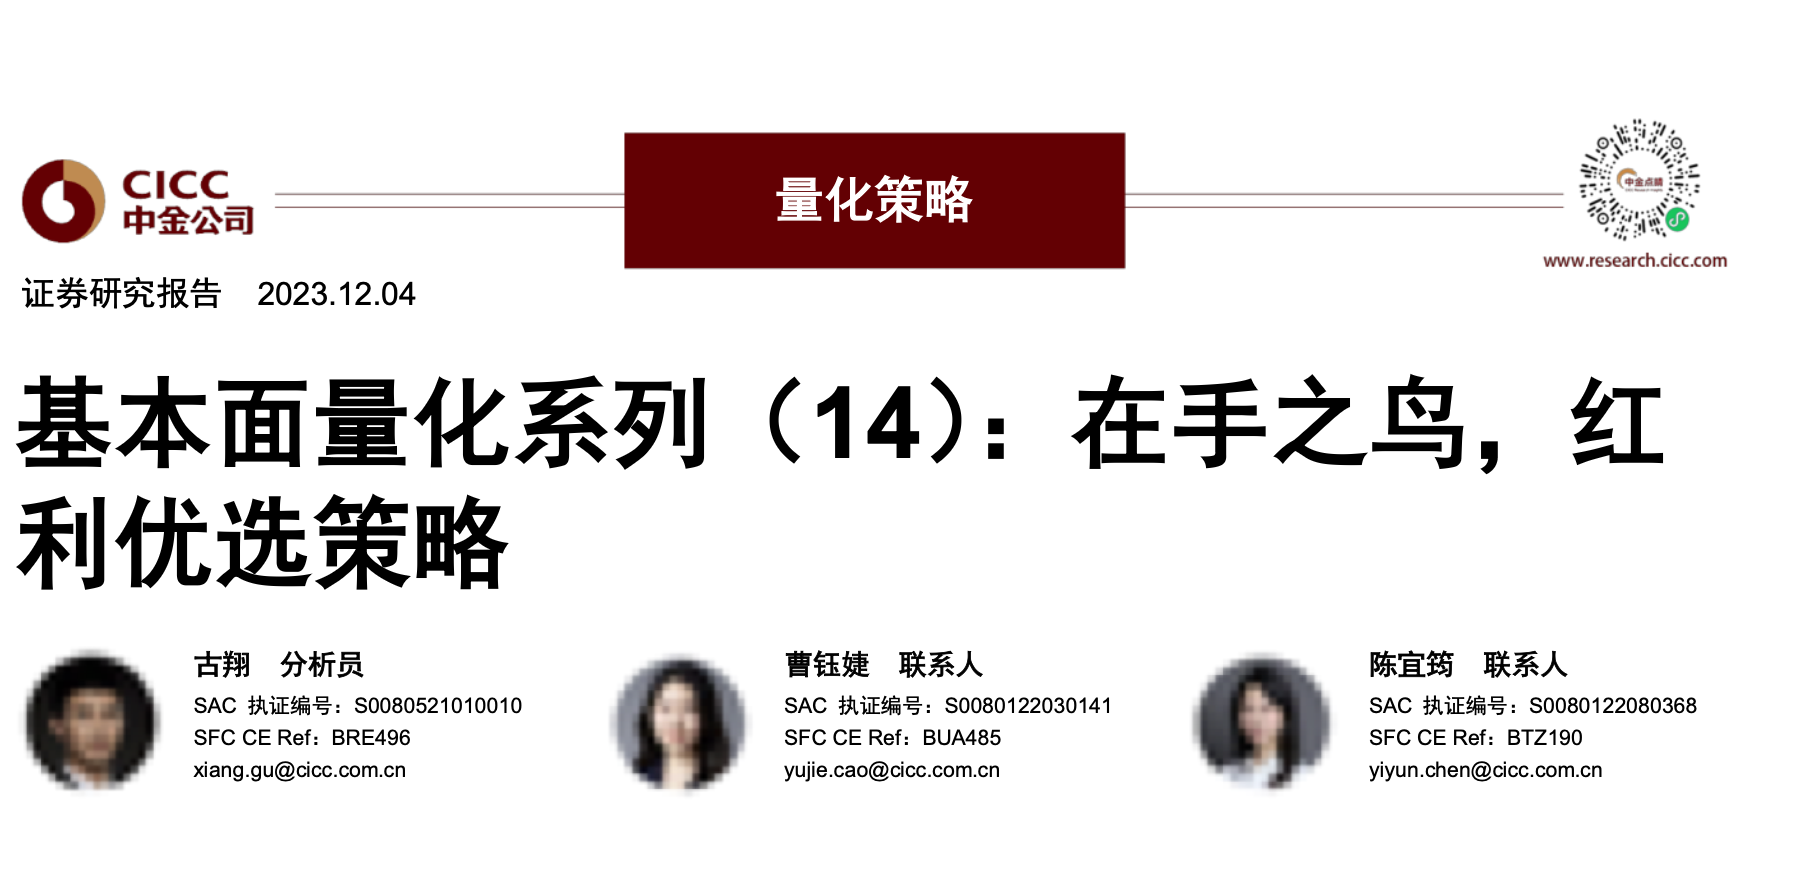 CICC
中金公司
量化策略
中金点睛
www.research.cicc.com
证券研究报告 2023.12.04
基本面量化系列（14）：在手之鸟，红
利优选策略
古翔 分析员
SAC 执证编号：S0080521010010
SFC CE Ref：BRE496
xiang.gu@cicc.com.cn
曹钰婕 联系人
SAC 执证编号：S0080122030141
SFC CE Ref：BUA485
yujie.cao@cicc.com.cn
陈宜筠 联系人
SAC 执证编号：S0080122080368
SFC CE Ref：BTZ190
yiyun.chen@cicc.com.cn